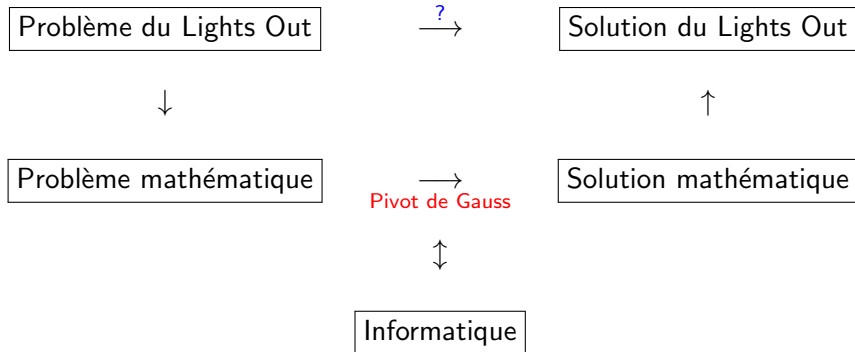 ?
Problème du Lights Out → Solution du Lights Out
↓ ↑
Problème mathématique → Solution mathématique
Pivot de Gauss
↕
Informatique